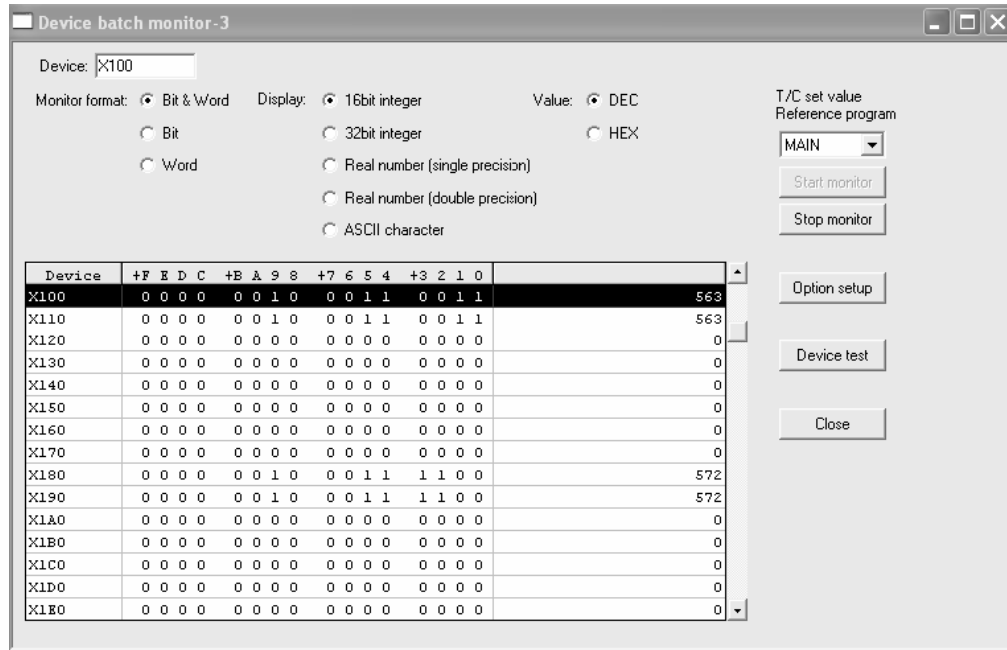 Device batch monitor-3
Device: X100
Monitor format: Bit & Word Display: 16bit integer Value: DEC T/C set value
Reference program
Bit 32bit integer HEX
MAIN
Word Real number (single precision)
Start monitor
Real number (double precision)
Stop monitor
ASCII character
Device +F E D C +B A 9 8 +7 6 5 4 +3 2 1 0
X100 0 0 0 0 0 0 1 0 0 0 1 1 0 0 1 1 563
Option setup
X110 0 0 0 0 0 0 1 0 0 0 1 1 0 0 1 1 563
X120 0 0 0 0 0 0 0 0 0 0 0 0 0 0 0 0 0
X130 0 0 0 0 0 0 0 0 0 0 0 0 0 0 0 0 0
Device test
X140 0 0 0 0 0 0 0 0 0 0 0 0 0 0 0 0 0
X150 0 0 0 0 0 0 0 0 0 0 0 0 0 0 0 0 0
X160 0 0 0 0 0 0 0 0 0 0 0 0 0 0 0 0 0
Close
X170 0 0 0 0 0 0 0 0 0 0 0 0 0 0 0 0 0
X180 0 0 0 0 0 0 1 0 0 0 1 1 1 1 0 0 572
X190 0 0 0 0 0 0 1 0 0 0 1 1 1 1 0 0 572
X1A0 0 0 0 0 0 0 0 0 0 0 0 0 0 0 0 0 0
X1B0 0 0 0 0 0 0 0 0 0 0 0 0 0 0 0 0 0
X1C0 0 0 0 0 0 0 0 0 0 0 0 0 0 0 0 0 0
X1D0 0 0 0 0 0 0 0 0 0 0 0 0 0 0 0 0 0
X1E0 0 0 0 0 0 0 0 0 0 0 0 0 0 0 0 0 0